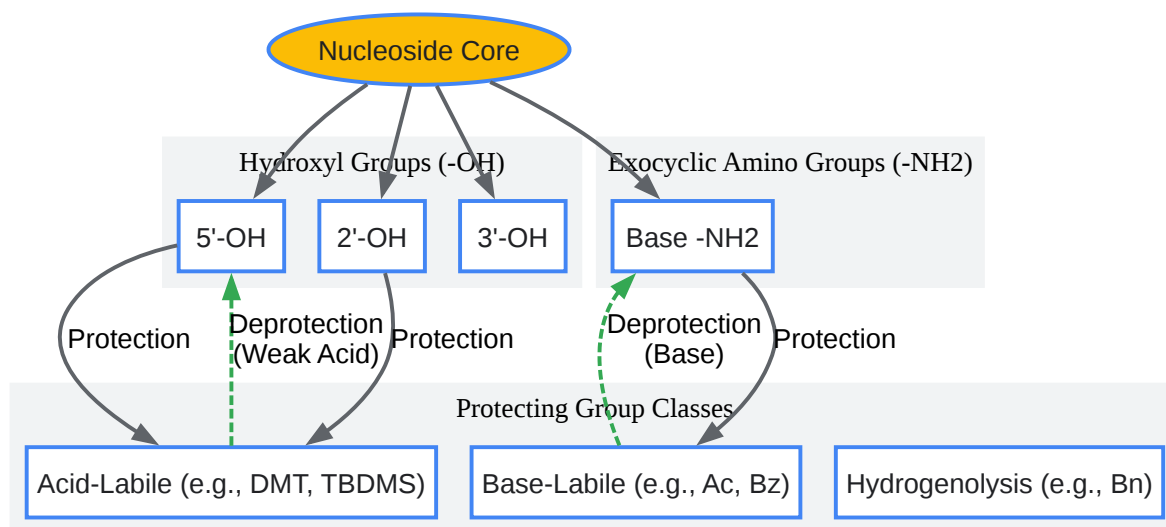 Nucleoside Core
Hydroxyl Groups (-OH)
Exocyclic Amino Groups (-NH2)
5'-OH
2'-OH
3'-OH
Base -NH2
Protection
Deprotection
(Weak Acid)
Protection
Deprotection
(Base)
Protection
Protecting Group Classes
Acid-Labile (e.g., DMT, TBDMS)
Base-Labile (e.g., Ac, Bz)
Hydrogenolysis (e.g., Bn)